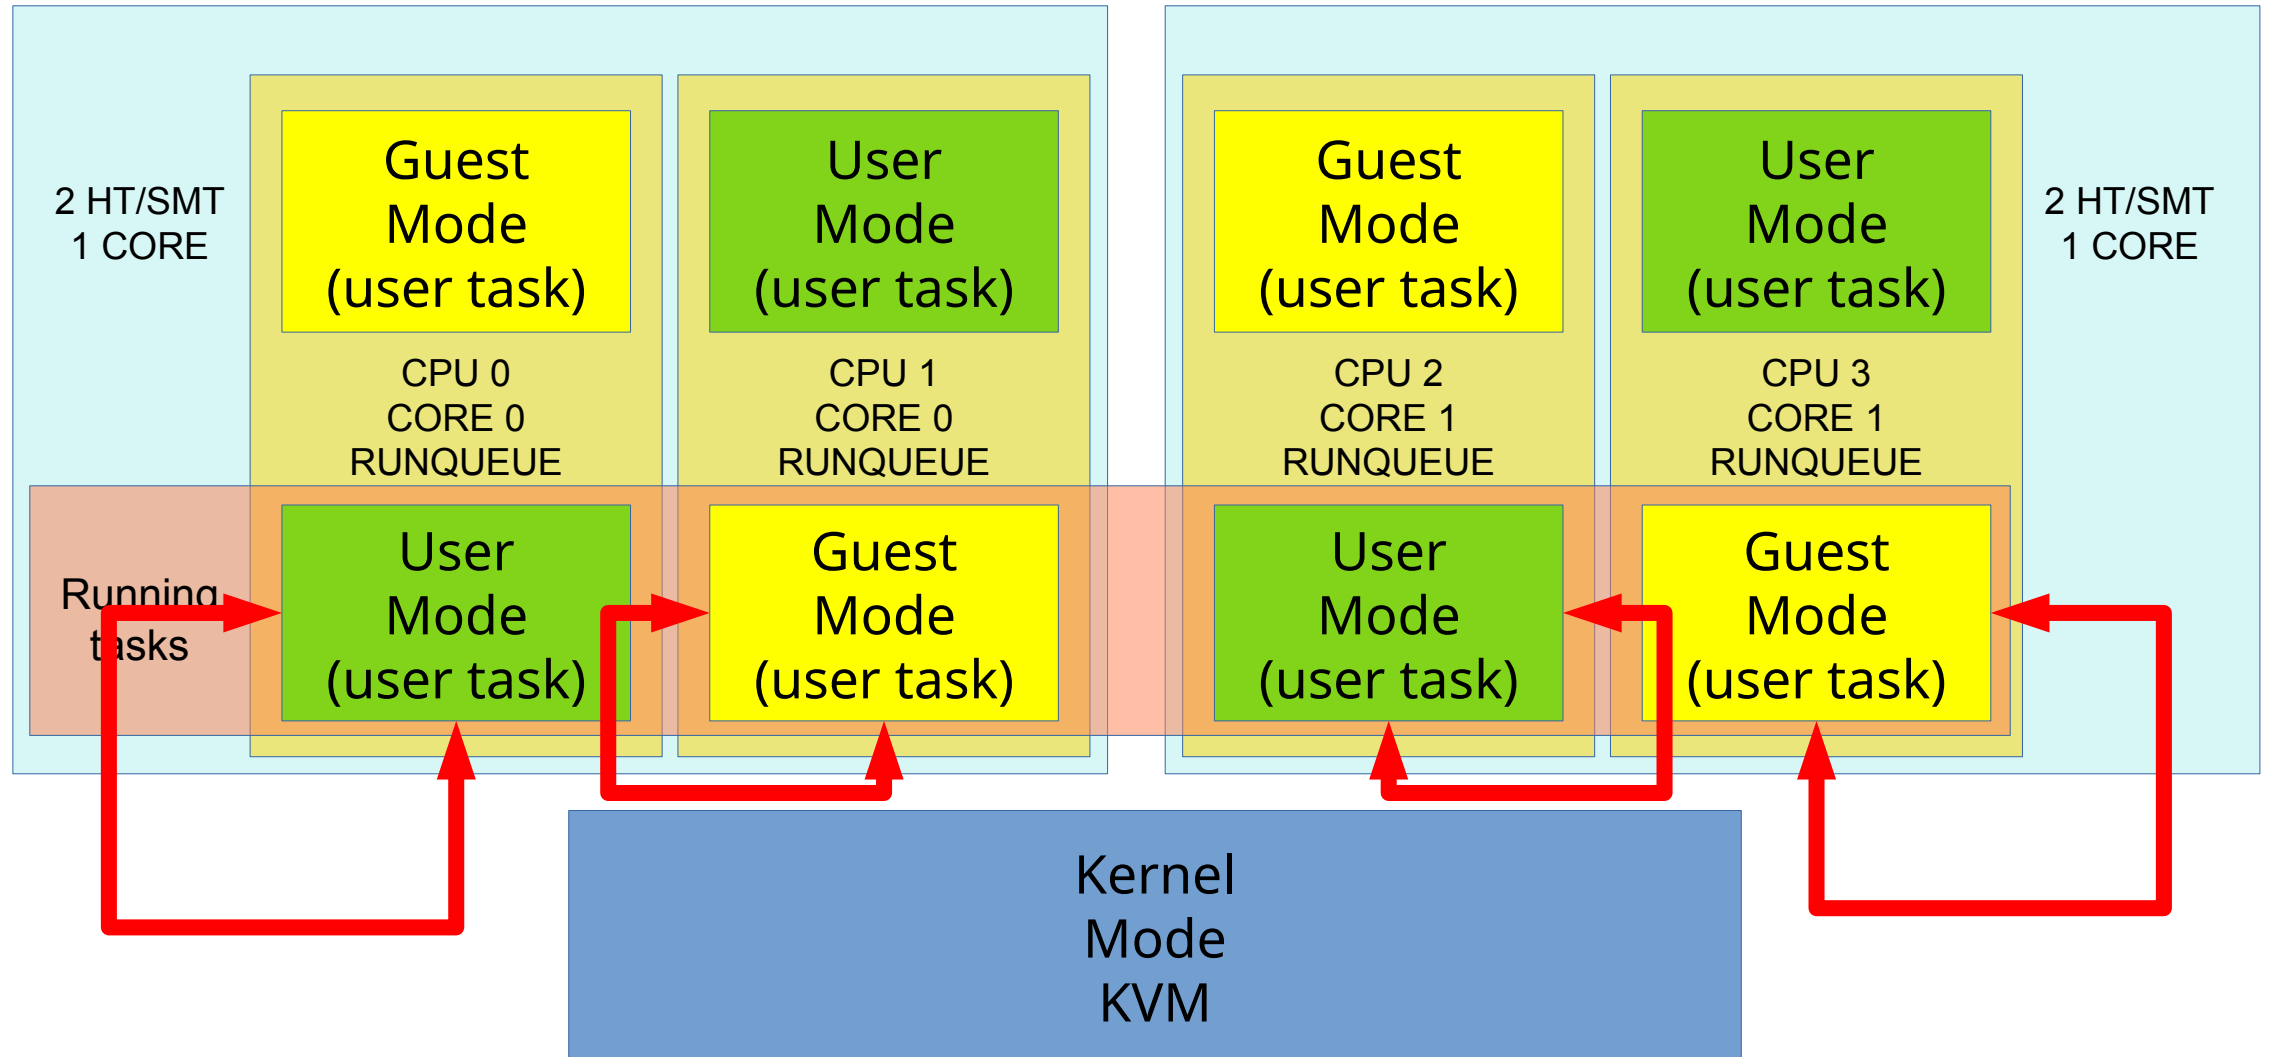 2 HT/SMT
1 CORE
Guest
Mode
(user task)
CPU 0
CORE 0
RUNQUEUE
User
Mode
(user task)
User
Mode
(user task)
CPU 1
CORE 0
RUNQUEUE
Guest
Mode
(user task)
Guest
Mode
(user task)
CPU 2
CORE 1
RUNQUEUE
User
Mode
(user task)
User
Mode
(user task)
CPU 3
CORE 1
RUNQUEUE
Guest
Mode
(user task)
2 HT/SMT
1 CORE
Running
tasks
Kernel
Mode
KVM